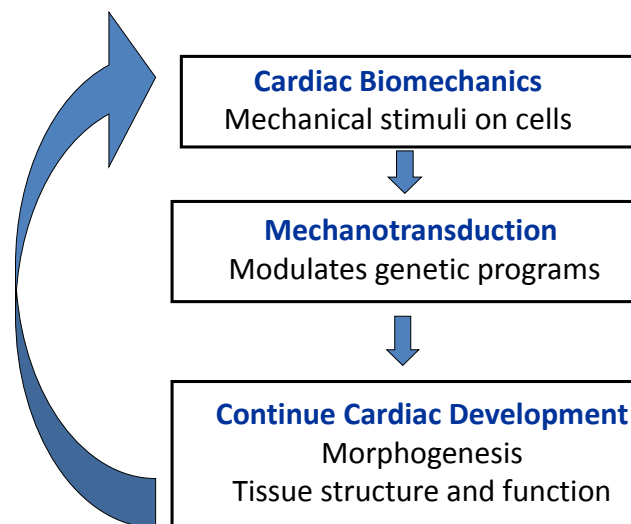 Cardiac Biomechanics
Mechanical stimuli on cells
Mechanotransduction
Modulates genetic programs
Continue Cardiac Development
Morphogenesis
Tissue structure and function